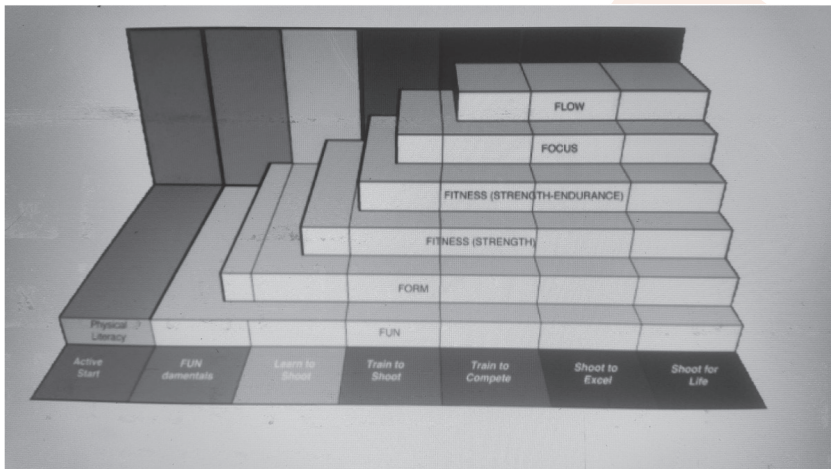 FLOW
FOCUS
FITNESS (STRENGTH-ENDURANCE)
FITNESS (STRENGTH)
FORM
Physical
Literacy
FUN
Active
Start
FUN
damentals
Learn to
Shoot
Train to
Shoot
Train to
Compete
Shoot to
Excel
Shoot for
Life